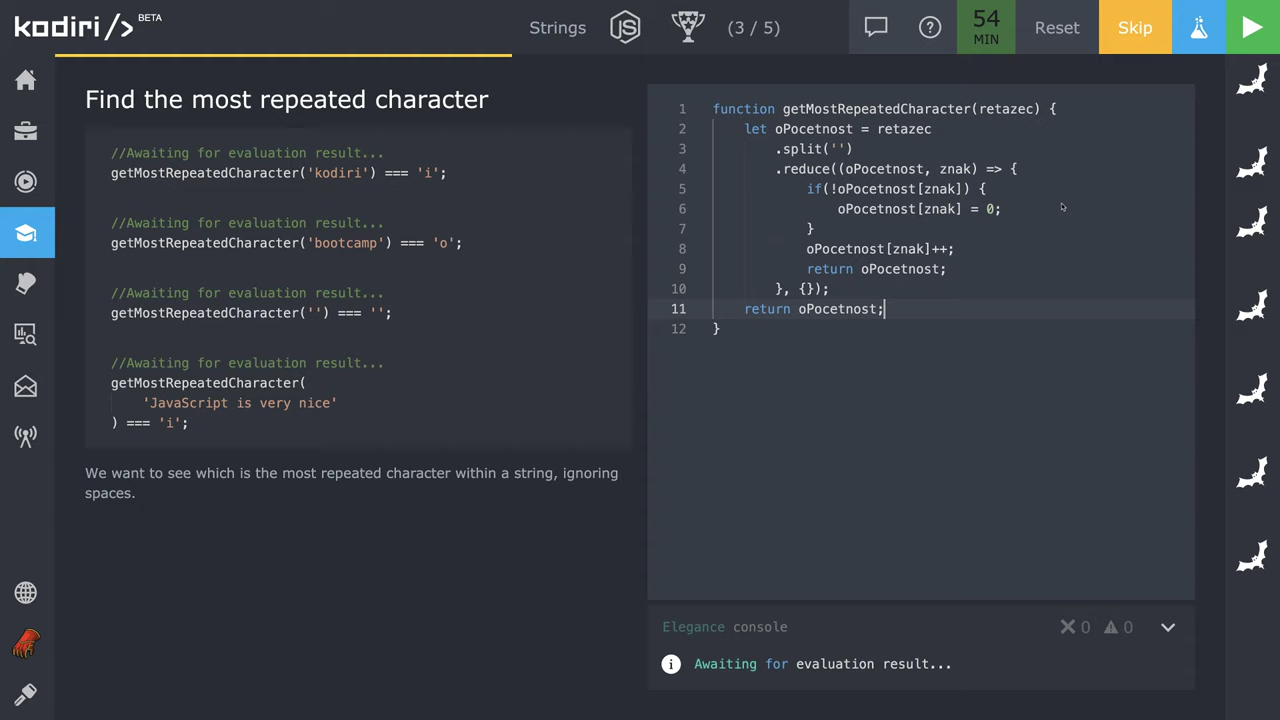 kodiri/>
BETA
Strings
JS
(3 / 5)
54
MIN
Reset
Skip
Find the most repeated character
//Awaiting for evaluation result...
getMostRepeatedCharacter('kodiri') === 'i';
//Awaiting for evaluation result...
getMostRepeatedCharacter('bootcamp') === 'o';
//Awaiting for evaluation result...
getMostRepeatedCharacter('') === '';
//Awaiting for evaluation result...
getMostRepeatedCharacter(
'JavaScript is very nice'
) === 'i';
We want to see which is the most repeated character within a string, ignoring
spaces.
1 function getMostRepeatedCharacter(retazec) {
2 let oPocetnost = retazec
3 .split('')
4 .reduce((oPocetnost, znak) => {
5 if(!oPocetnost[znak]) {
6 oPocetnost[znak] = 0;
7 }
8 oPocetnost[znak]++;
9 return oPocetnost;
10 }, {});
11 return oPocetnost;
12 }
Elegance console
0
0
Awaiting for evaluation result...